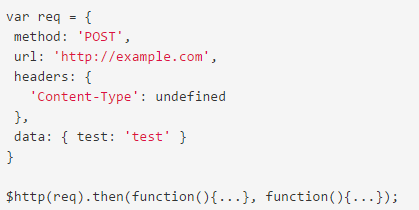 var req = {
 method: 'POST',
 url: 'http://example.com',
 headers: {
   'Content-Type': undefined
 },
 data: { test: 'test' }
}
$http(req).then(function(){...}, function(){...});